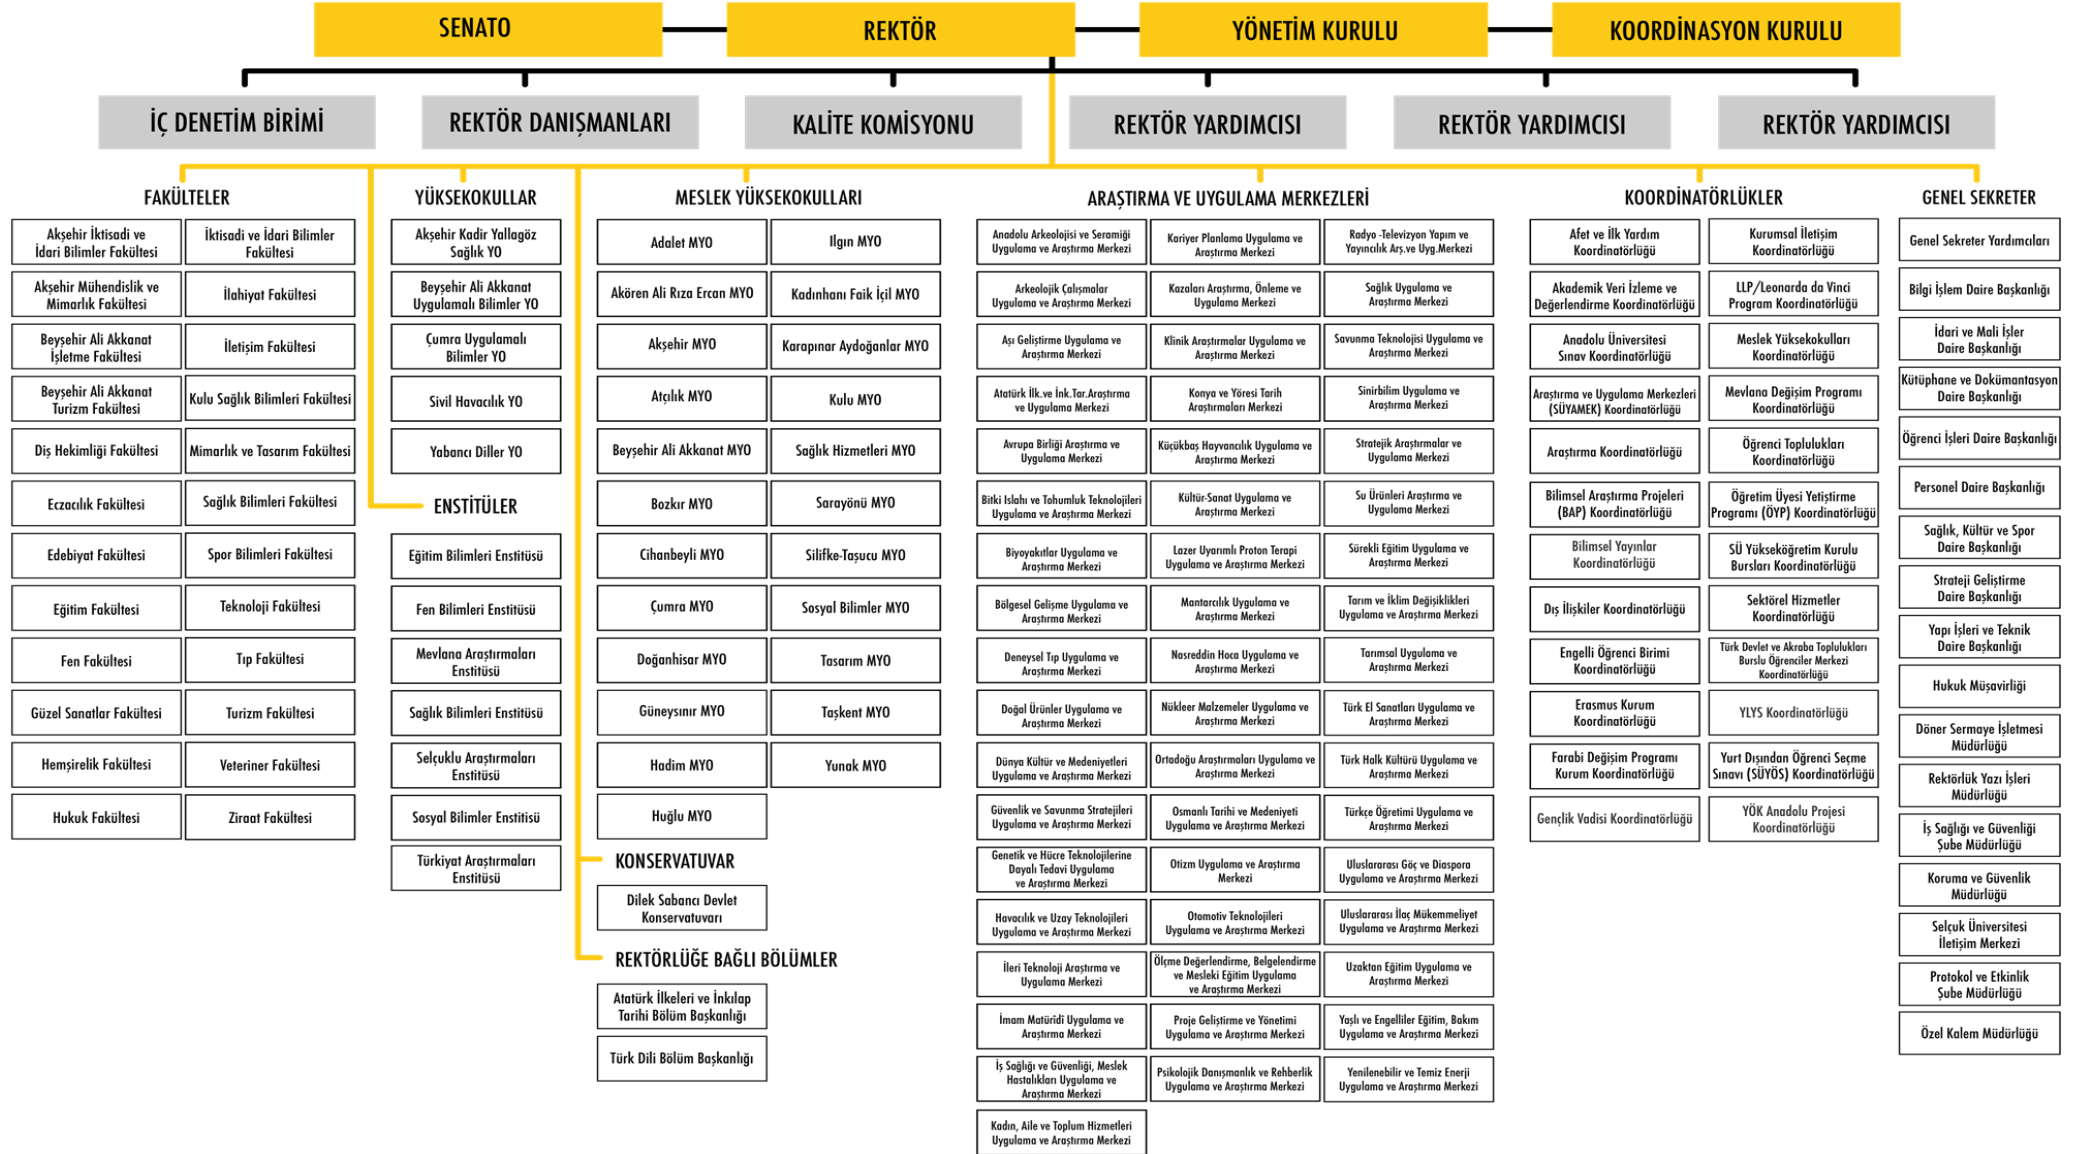 SENATO
REKTÖR
YÖNETİM KURULU
KOORDİNASYON KURULU
İÇ DENETİM BİRİMİ
REKTÖR DANIŞMANLARI
KALİTE KOMİSYONU
REKTÖR YARDIMCISI
REKTÖR YARDIMCISI
REKTÖR YARDIMCISI
FAKÜLTELER
Akşehir İktisadi ve
İdari Bilimler Fakültesi
Akşehir Mühendislik ve
Mimarlık Fakültesi
Beyşehir Ali Akkanat
İşletme Fakültesi
Beyşehir Ali Akkanat
Turizm Fakültesi
Diş Hekimliği Fakültesi
Eczacılık Fakültesi
Edebiyat Fakültesi
Eğitim Fakültesi
Fen Fakültesi
Güzel Sanatlar Fakültesi
Hemşirelik Fakültesi
Hukuk Fakültesi
İktisadi ve İdari Bilimler
Fakültesi
İlahiyat Fakültesi
İletişim Fakültesi
Kulu Sağlık Bilimleri Fakültesi
Mimarlık ve Tasarım Fakültesi
Sağlık Bilimleri Fakültesi
Spor Bilimleri Fakültesi
Teknoloji Fakültesi
Tıp Fakültesi
Turizm Fakültesi
Veteriner Fakültesi
Ziraat Fakültesi
YÜKSEKOKULLAR
Akşehir Kadir Yallagöz
Sağlık YO
Beyşehir Ali Akkanat
Uygulamalı Bilimler YO
Çumra Uygulamalı
Bilimler YO
Sivil Havacılık YO
Yabancı Diller YO
ENSTİTÜLER
Eğitim Bilimleri Enstitüsü
Fen Bilimleri Enstitüsü
Mevlana Araştırmaları
Enstitüsü
Sağlık Bilimleri Enstitüsü
Selçuklu Araştırmaları
Enstitüsü
Sosyal Bilimler Enstitisü
Türkiyat Araştırmaları
Enstitüsü
MESLEK YÜKSEKOKULLARI
Adalet MYO
Akören Ali Rıza Ercan MYO
Akşehir MYO
Atçılık MYO
Beyşehir Ali Akkanat MYO
Bozkır MYO
Cihanbeyli MYO
Çumra MYO
Doğanhisar MYO
Güneysınır MYO
Hadim MYO
Huğlu MYO
Ilgın MYO
Kadınhanı Faik İçil MYO
Karapınar Aydoğanlar MYO
Kulu MYO
Sağlık Hizmetleri MYO
Sarayönü MYO
Silifke-Taşucu MYO
Sosyal Bilimler MYO
Tasarım MYO
Taşkent MYO
Yunak MYO
KONSERVATUVAR
Dilek Sabancı Devlet
Konservatuvarı
REKTÖRLÜĞE BAĞLI BÖLÜMLER
Atatürk İlkeleri ve İnkılap
Tarihi Bölüm Başkanlığı
Türk Dili Bölüm Başkanlığı
ARAŞTIRMA VE UYGULAMA MERKEZLERİ
Anadolu Arkeolojisi ve Seramiği
Uygulama ve Araştırma Merkezi
Arkeolojik Çalışmalar
Uygulama ve Araştırma Merkezi
Aşı Geliştirme Uygulama ve
Araştırma Merkezi
Atatürk İlk.ve İnk.Tar.Araştırma
ve Uygulama Merkezi
Avrupa Birliği Araştırma ve
Uygulama Merkezi
Bitki Islahı ve Tohumluk Teknolojileri
Uygulama ve Araştırma Merkezi
Biyoyakıtlar Uygulama ve
Araştırma Merkezi
Bölgesel Gelişme Uygulama ve
Araştırma Merkezi
Deneysel Tıp Uygulama ve
Araştırma Merkezi
Doğal Ürünler Uygulama ve
Araştırma Merkezi
Dünya Kültür ve Medeniyetleri
Uygulama ve Araştırma Merkezi
Güvenlik ve Savunma Stratejileri
Uygulama ve Araştırma Merkezi
Genetik ve Hücre Teknolojilerine
Dayalı Tedavi Uygulama
ve Araştırma Merkezi
Havacılık ve Uzay Teknolojileri
Uygulama ve Araştırma Merkezi
İleri Teknoloji Araştırma ve
Uygulama Merkezi
İmam Matüridî Uygulama ve
Araştırma Merkezi
İş Sağlığı ve Güvenliği, Meslek
Hastalıkları Uygulama ve
Araştırma Merkezi
Kadın, Aile ve Toplum Hizmetleri
Uygulama ve Araştırma Merkezi
Kariyer Planlama Uygulama ve
Araştırma Merkezi
Kazaları Araştırma, Önleme ve
Uygulama Merkezi
Klinik Araştırmalar Uygulama ve
Araştırma Merkezi
Konya ve Yöresi Tarih
Araştırmaları Merkezi
Küçükbaş Hayvancılık Uygulama ve
Araştırma Merkezi
Kültür-Sanat Uygulama ve
Araştırma Merkezi
Lazer Uyarımlı Proton Terapi
Uygulama ve Araştırma Merkezi
Mantarcılık Uygulama ve
Araştırma Merkezi
Nasreddin Hoca Uygulama ve
Araştırma Merkezi
Nükleer Malzemeler Uygulama ve
Araştırma Merkezi
Ortadoğu Araştırmaları Uygulama ve
Araştırma Merkezi
Osmanlı Tarihi ve Medeniyeti
Uygulama ve Araştırma Merkezi
Otizm Uygulama ve Araştırma
Merkezi
Otomotiv Teknolojileri
Uygulama ve Araştırma Merkezi
Ölçme Değerlendirme, Belgelendirme
ve Mesleki Eğitim Uygulama
ve Araştırma Merkezi
Proje Geliştirme ve Yönetimi
Uygulama ve Araştırma Merkezi
Psikolojik Danışmanlık ve Rehberlik
Uygulama ve Araştırma Merkezi
Radyo -Televizyon Yapım ve
Yayıncılık Arş.ve Uyg.Merkezi
Sağlık Uygulama ve
Araştırma Merkezi
Savunma Teknolojisi Uygulama ve
Araştırma Merkezi
Sinirbilim Uygulama ve
Araştırma Merkezi
Stratejik Araştırmalar ve
Uygulama Merkezi
Su Ürünleri Araştırma ve
Uygulama Merkezi
Sürekli Eğitim Uygulama ve
Araştırma Merkezi
Tarım ve İklim Değişiklikleri
Uygulama ve Araştırma Merkezi
Tarımsal Uygulama ve
Araştırma Merkezi
Türk El Sanatları Uygulama ve
Araştırma Merkezi
Türk Halk Kültürü Uygulama ve
Araştırma Merkezi
Türkçe Öğretimi Uygulama ve
Araştırma Merkezi
Uluslararası Göç ve Diaspora
Uygulama ve Araştırma Merkezi
Uluslararası İlaç Mükemmeliyet
Uygulama ve Araştırma Merkezi
Uzaktan Eğitim Uygulama ve
Araştırma Merkezi
Yaşlı ve Engelliler Eğitim, Bakım
Uygulama ve Araştırma Merkezi
Yenilenebilir ve Temiz Enerji
Uygulama ve Araştırma Merkezi
KOORDİNATÖRLÜKLER
Afet ve İlk Yardım
Koordinatörlüğü
Akademik Veri İzleme ve
Değerlendirme Koordinatörlüğü
Anadolu Üniversitesi
Sınav Koordinatörlüğü
Araştırma ve Uygulama Merkezleri
(SÜYAMEK) Koordinatörlüğü
Araştırma Koordinatörlüğü
Bilimsel Araştırma Projeleri
(BAP) Koordinatörlüğü
Bilimsel Yayınlar
Koordinatörlüğü
Dış İlişkiler Koordinatörlüğü
Engelli Öğrenci Birimi
Koordinatörlüğü
Erasmus Kurum
Koordinatörlüğü
Farabi Değişim Programı
Kurum Koordinatörlüğü
Gençlik Vadisi Koordinatörlüğü
Kurumsal İletişim
Koordinatörlüğü
LLP/Leonarda da Vinci
Program Koordinatörlüğü
Meslek Yüksekokulları
Koordinatörlüğü
Mevlana Değişim Programı
Koordinatörlüğü
Öğrenci Toplulukları
Koordinatörlüğü
Öğretim Üyesi Yetiştirme
Programı (ÖYP) Koordinatörlüğü
SÜ Yükseköğretim Kurulu
Bursları Koordinatörlüğü
Sektörel Hizmetler
Koordinatörlüğü
Türk Devlet ve Akraba Toplulukları
Burslu Öğrenciler Merkezi
Koordinatörlüğü
YLYS Koordinatörlüğü
Yurt Dışından Öğrenci Seçme
Sınavı (SÜYÖS) Koordinatörlüğü
YÖK Anadolu Projesi
Koordinatörlüğü
GENEL SEKRETER
Genel Sekreter Yardımcıları
Bilgi İşlem Daire Başkanlığı
İdari ve Mali İşler
Daire Başkanlığı
Kütüphane ve Dokümantasyon
Daire Başkanlığı
Öğrenci İşleri Daire Başkanlığı
Personel Daire Başkanlığı
Sağlık, Kültür ve Spor
Daire Başkanlığı
Strateji Geliştirme
Daire Başkanlığı
Yapı İşleri ve Teknik
Daire Başkanlığı
Hukuk Müşavirliği
Döner Sermaye İşletmesi
Müdürlüğü
Rektörlük Yazı İşleri
Müdürlüğü
İş Sağlığı ve Güvenliği
Şube Müdürlüğü
Koruma ve Güvenlik
Müdürlüğü
Selçuk Üniversitesi
İletişim Merkezi
Protokol ve Etkinlik
Şube Müdürlüğü
Özel Kalem Müdürlüğü